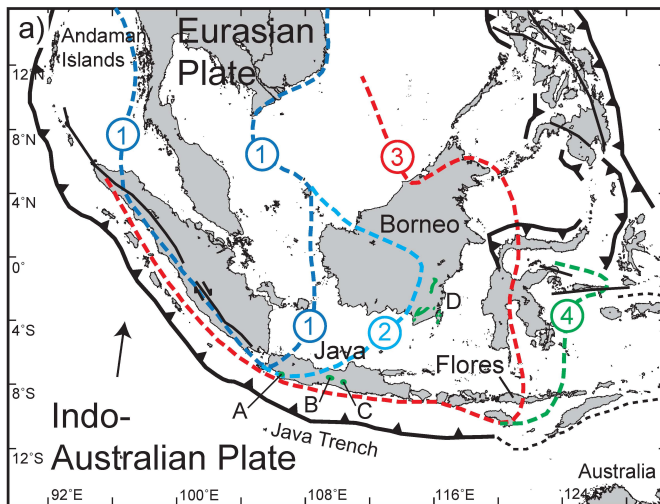 a)
Andaman
Islands
Eurasian
Plate
12°N
8°N
4°N
0°
4°S
8°S
12°S
1
1
3
Borneo
D
1
2
4
Java
Flores
A
B
C
Indo-
Australian Plate
Java Trench
Australia
92°E
100°E
108°E
116°E
124°E